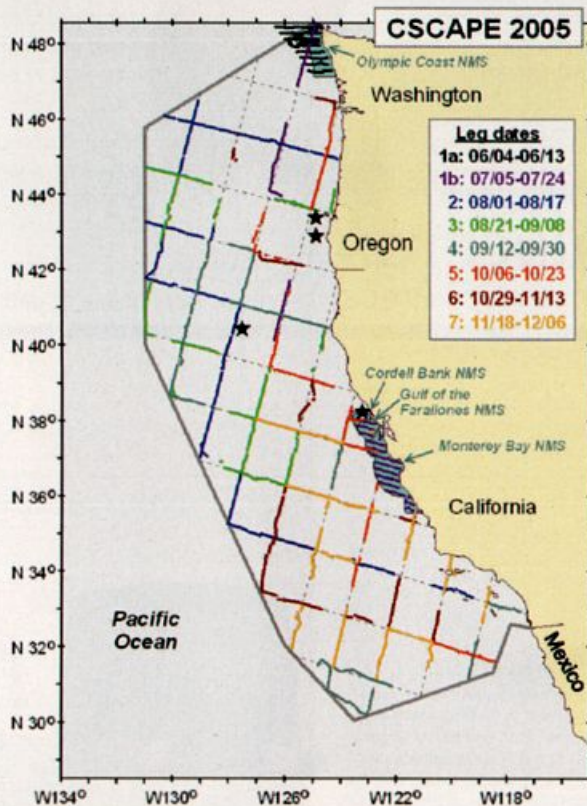 CSCAPE 2005
N 48°
N 46°
N 44°
N 42°
N 40°
N 38°
N 36°
N 34°
N 32°
N 30°
Olympic Coast NMS
Washington
Leg dates
1a: 06/04-06/13
1b: 07/05-07/24
2: 08/01-08/17
3: 08/21-09/08
4: 09/12-09/30
5: 10/06-10/23
6: 10/29-11/13
7: 11/18-12/06
Oregon
Cordell Bank NMS
Gulf of the
Farallones NMS
Monterey Bay NMS
California
Pacific
Ocean
Mexico
W134°
W130°
W126°
W122°
W118°